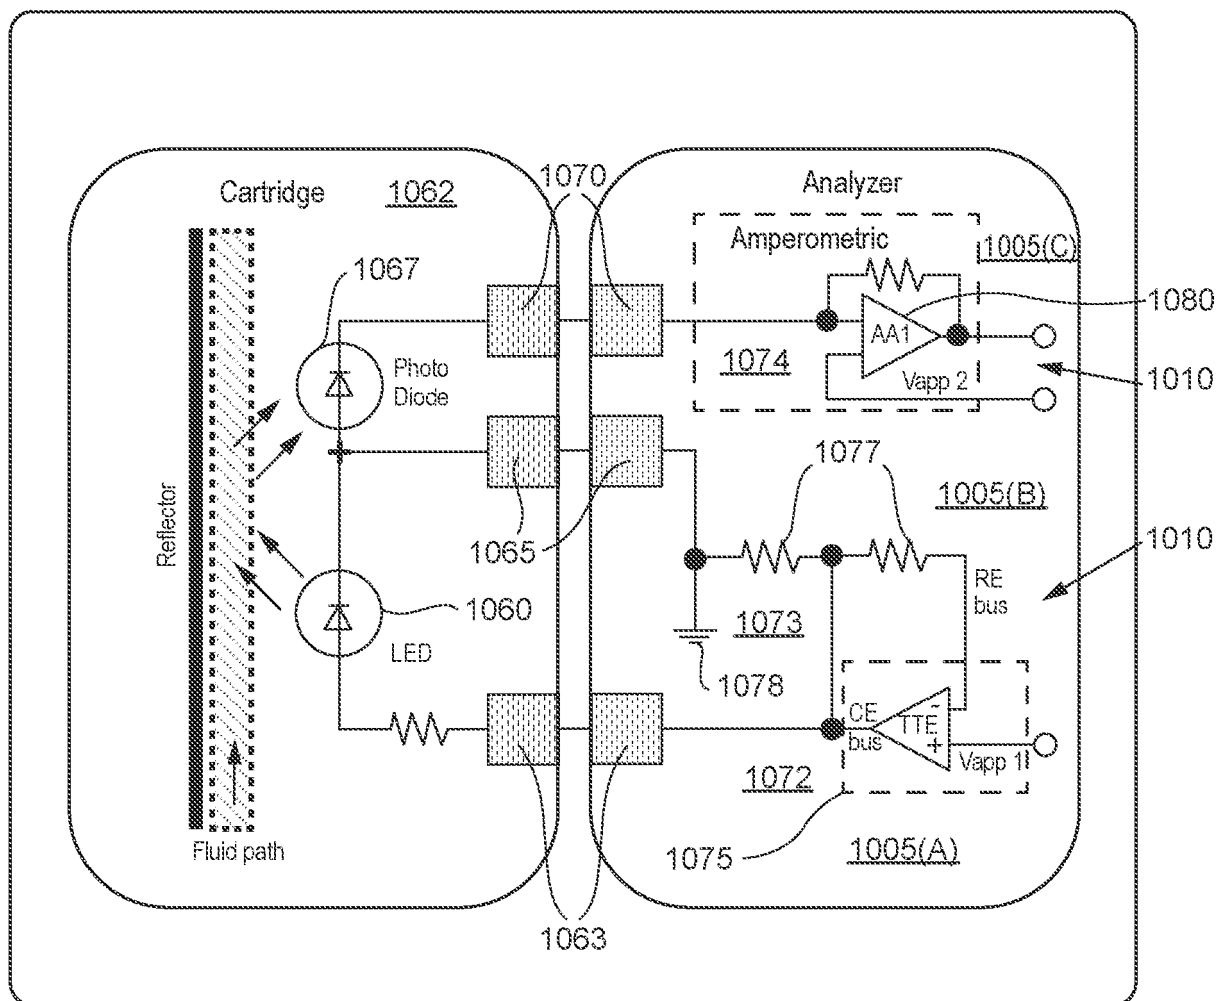 Cartridge
1062
1070
Analyzer
Amperometric
1005(C)
1067
1080
AA1
Photo
Diode
1074
Vapp 2
1010
1077
1005(B)
Reflector
1065
1010
RE
bus
1060
1073
LED
1078
CE
bus
TTE
-
+
Vapp 1
1072
Fluid path
1075
1005(A)
1063